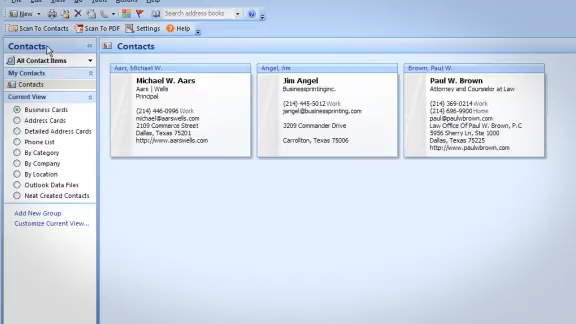 Edit View Go Tools Actions Help
New Search address books
Scan To Contacts Scan To PDF Settings Help
Contacts
All Contact Items
My Contacts
Contacts
Current View
Business Cards
Address Cards
Detailed Address Cards
Phone List
By Category
By Company
By Location
Outlook Data Files
Neat Created Contacts
Add New Group
Customize Current View...
Contacts
Aars, Michael W.
Michael W. Aars
Aars | Wells
Principal
(214) 446-0996 Work
michael@aarswells.com
2109 Commerce Street
Dallas, Texas 75201
http://www.aarswells.com
Angel, Jim
Jim Angel
Businessprintinginc.
(214) 445-5012 Work
jangel@businessprinting.com
3209 Commander Drive
Carrollton, Texas 75006
Brown, Paul W.
Paul W. Brown
Attorney and Counselor at Law
(214) 369-0214 Work
(214) 696-9900 Home
paul@paulwbrown.com
Law Office Of Paul W. Brown, P.C
5956 Sherry Ln, Ste 1000
Dallas, Texas 75225
http://www.paulwbrown.com